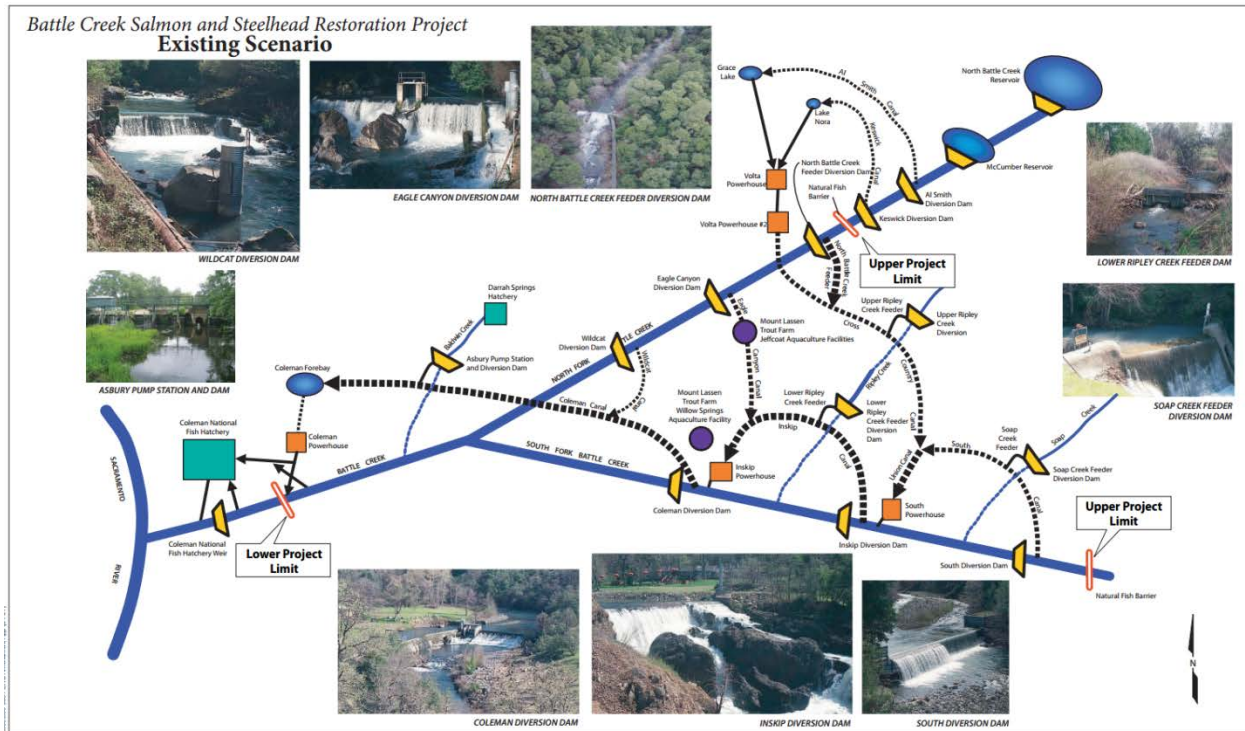 Battle Creek Salmon and Steelhead Restoration Project
Existing Scenario
WILDCAT DIVERSION DAM
EAGLE CANYON DIVERSION DAM
NORTH BATTLE CREEK FEEDER DIVERSION DAM
Grace
Lake
Al
Smith
Canal
Lake
Nora
Keswick
Canal
North Battle Creek
Reservoir
McCumber Reservoir
North Battle Creek
Feeder Diversion Dam
Natural Fish
Barrier
Al Smith
Diversion Dam
Keswick Diversion Dam
Volta
Powerhouse
Volta Powerhouse #2
Upper Project
Limit
LOWER RIPLEY CREEK FEEDER DAM
ASBURY PUMP STATION AND DAM
Darrah Springs
Hatchery
Baldwin Creek
Asbury Pump Station
and Diversion Dam
Eagle Canyon
Diversion Dam
North Battle Creek
Feeder
Eagle
Canyon
Canal
Mount Lassen
Trout Farm
Jeffcoat Aquaculture Facilities
Cross
Country
Canal
Upper Ripley
Creek Feeder
Upper Ripley
Creek
Diversion
Wildcat
Diversion Dam
NORTH FORK BATTLE CREEK
Wildcat
Canal
Coleman Forebay
Coleman Canal
Mount Lassen
Trout Farm
Willow Springs
Aquaculture Facility
Lower Ripley
Creek Feeder
Ripley Creek
Lower
Ripley
Creek Feeder
Diversion
Dam
Inskip
Canal
SOAP CREEK FEEDER
DIVERSION DAM
Coleman National
Fish Hatchery
Coleman
Powerhouse
BATTLE CREEK
SOUTH FORK BATTLE CREEK
Inskip
Powerhouse
Union Canal
South
Canal
Soap
Creek
Feeder
Soap
Creek
Soap Creek Feeder
Diversion Dam
South
Powerhouse
SACRAMENTO
RIVER
Coleman National
Fish Hatchery Weir
Lower Project
Limit
Coleman Diversion Dam
Inskip Diversion Dam
South Diversion Dam
Upper Project
Limit
Natural Fish Barrier
N
COLEMAN DIVERSION DAM
INSKIP DIVERSION DAM
SOUTH DIVERSION DAM